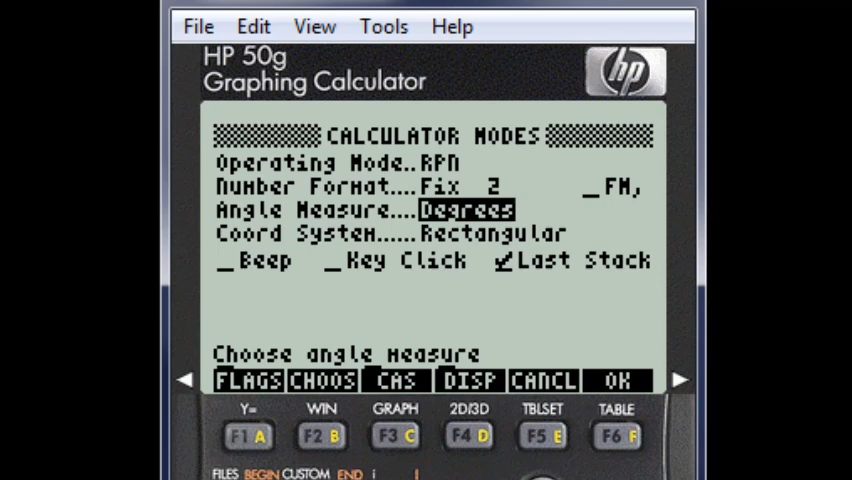 File Edit View Tools Help
HP 50g
Graphing Calculator
hp
CALCULATOR MODES
Operating Mode..RPN
Number Format....Fix 2 _FM,
Angle Measure....Degrees
Coord System......Rectangular
_Beep _Key Click ✓Last Stack
Choose angle measure
FLAGS CHOOS CAS DISP CANCL OK
Y= WIN GRAPH 2D/3D TBLSET TABLE
F1 A F2 B F3 C F4 D F5 E F6 F
FILES BEGIN CUSTOM END i I